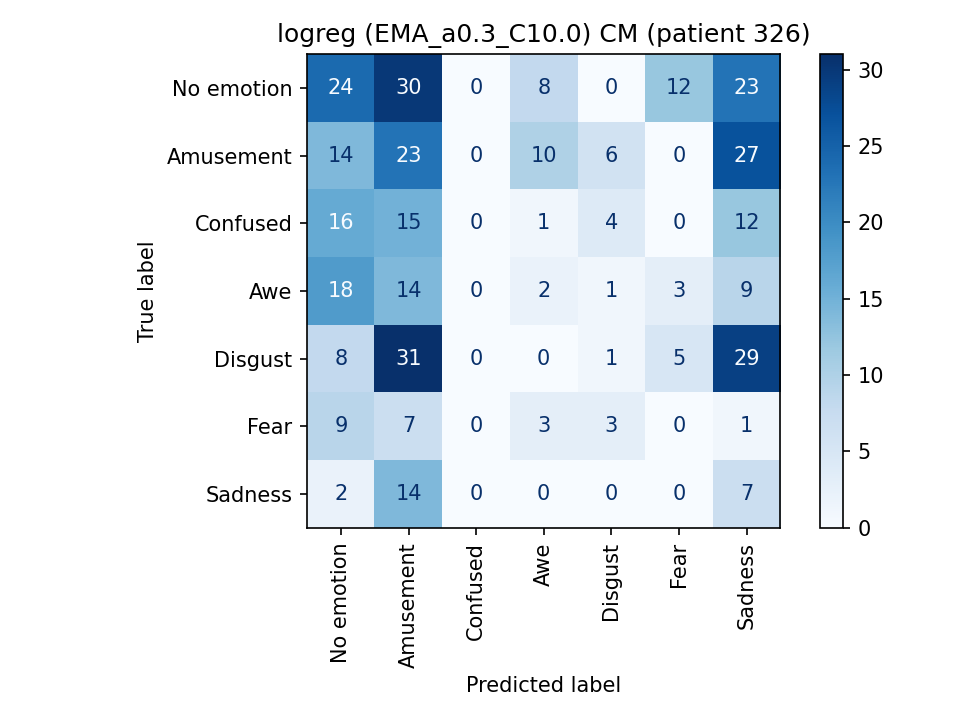 logreg (EMA_a0.3_C10.0) CM (patient 326)
True label
No emotion 24 30 0 8 0 12 23
Amusement 14 23 0 10 6 0 27
Confused 16 15 0 1 4 0 12
Awe 18 14 0 2 1 3 9
Disgust 8 31 0 0 1 5 29
Fear 9 7 0 3 3 0 1
Sadness 2 14 0 0 0 0 7
No emotion Amusement Confused Awe Disgust Fear Sadness
Predicted label
30
25
20
15
10
5
0